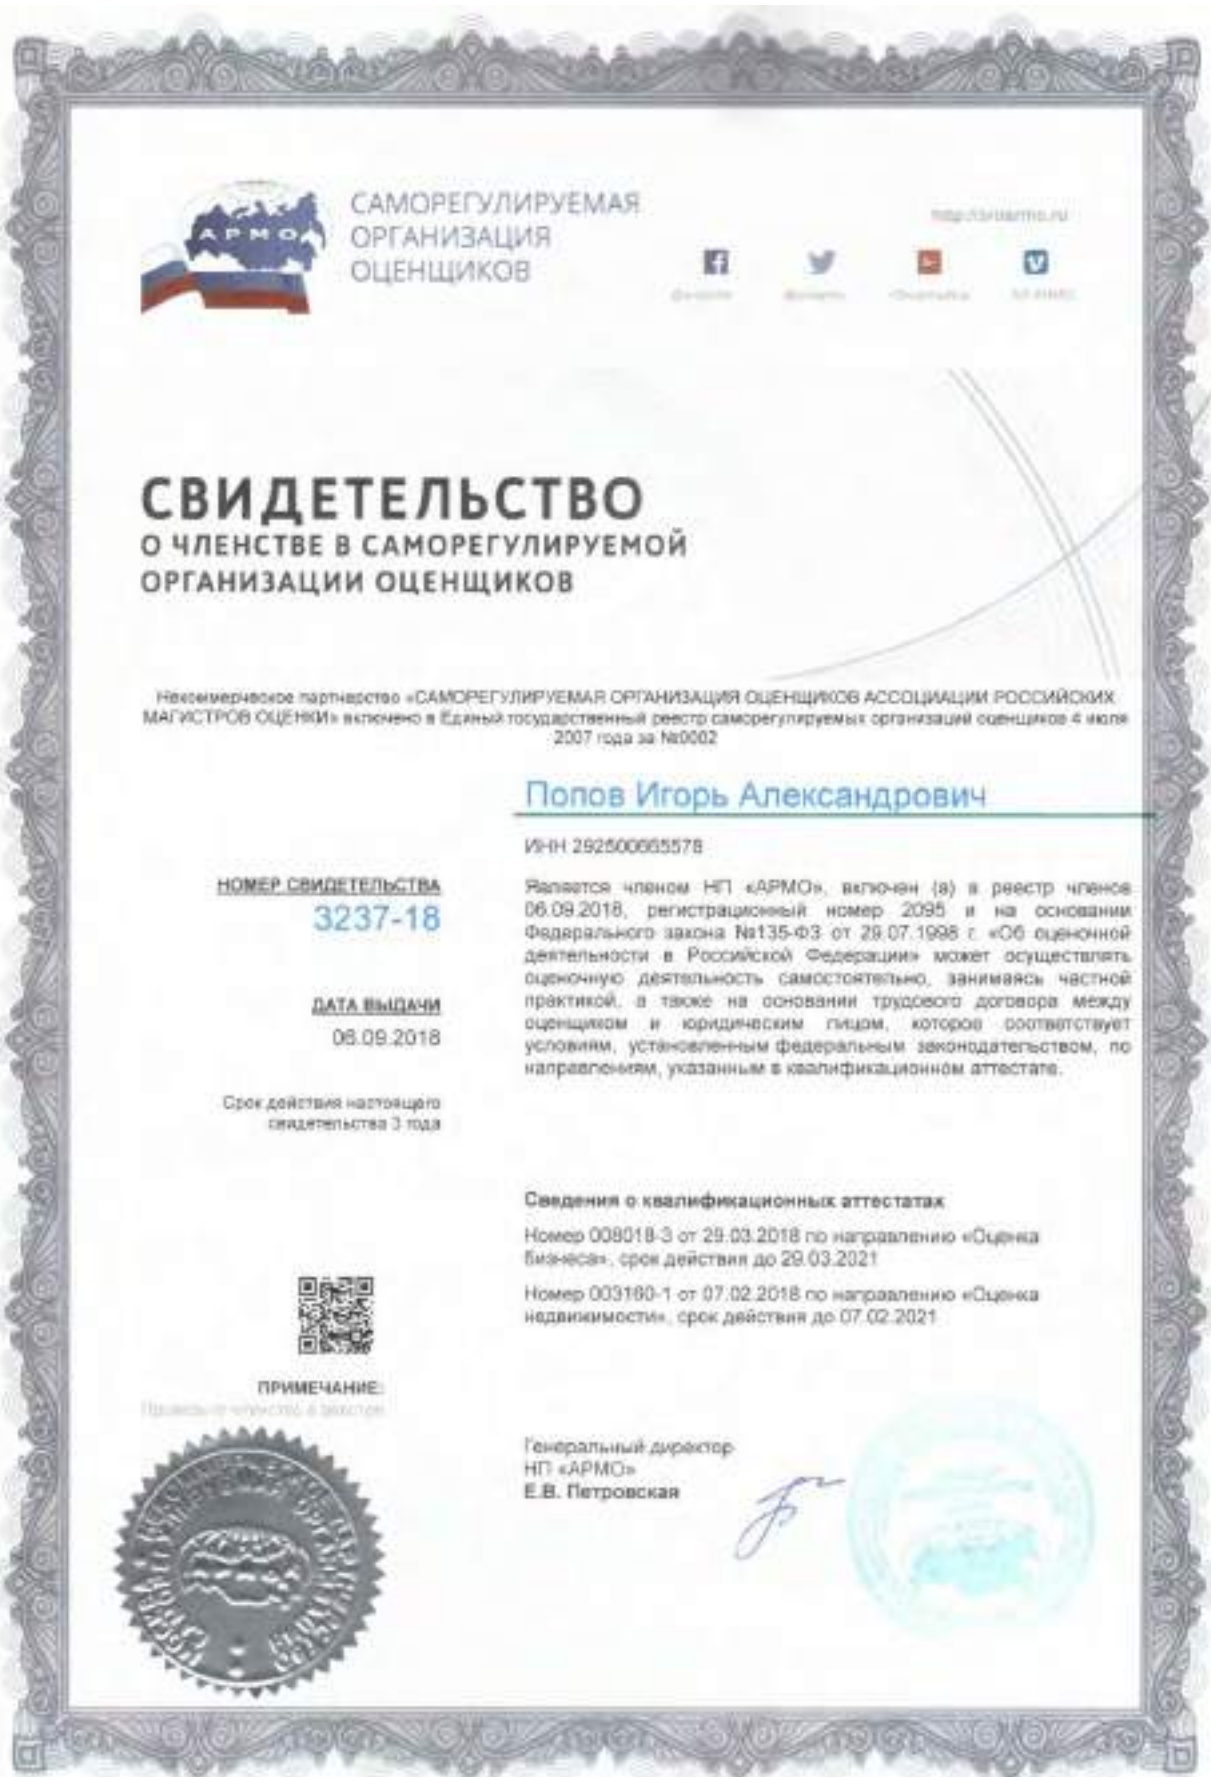 АРМО
САМОРЕГУЛИРУЕМАЯ
ОРГАНИЗАЦИЯ
ОЦЕНЩИКОВ
http://sroarmo.ru
СВИДЕТЕЛЬСТВО
О ЧЛЕНСТВЕ В САМОРЕГУЛИРУЕМОЙ
ОРГАНИЗАЦИИ ОЦЕНЩИКОВ
Некоммерческое партнерство «САМОРЕГУЛИРУЕМАЯ ОРГАНИЗАЦИЯ ОЦЕНЩИКОВ АССОЦИАЦИИ РОССИЙСКИХ
МАГИСТРОВ ОЦЕНКИ» включено в Единый государственный реестр саморегулируемых организаций оценщиков 4 июля
2007 года за №0002
Попов Игорь Александрович
ИНН 292500665578
НОМЕР СВИДЕТЕЛЬСТВА
3237-18
ДАТА ВЫДАЧИ
06.09.2018
Срок действия настоящего
свидетельства 3 года
Является членом НП «АРМО», включен (а) в реестр членов
06.09.2018, регистрационный номер 2095 и на основании
Федерального закона №135-ФЗ от 29.07.1998 г. «Об оценочной
деятельности в Российской Федерации» может осуществлять
оценочную деятельность самостоятельно, занимаясь частной
практикой, а также на основании трудового договора между
оценщиком и юридическим лицом, которое соответствует
условиям, установленным федеральным законодательством, по
направлениям, указанным в квалификационном аттестате.
Сведения о квалификационных аттестатах
Номер 008018-3 от 29.03.2018 по направлению «Оценка
бизнеса», срок действия до 29.03.2021
Номер 003160-1 от 07.02.2018 по направлению «Оценка
недвижимости», срок действия до 07.02.2021
ПРИМЕЧАНИЕ:
Генеральный директор
НП «АРМО»
Е.В. Петровская